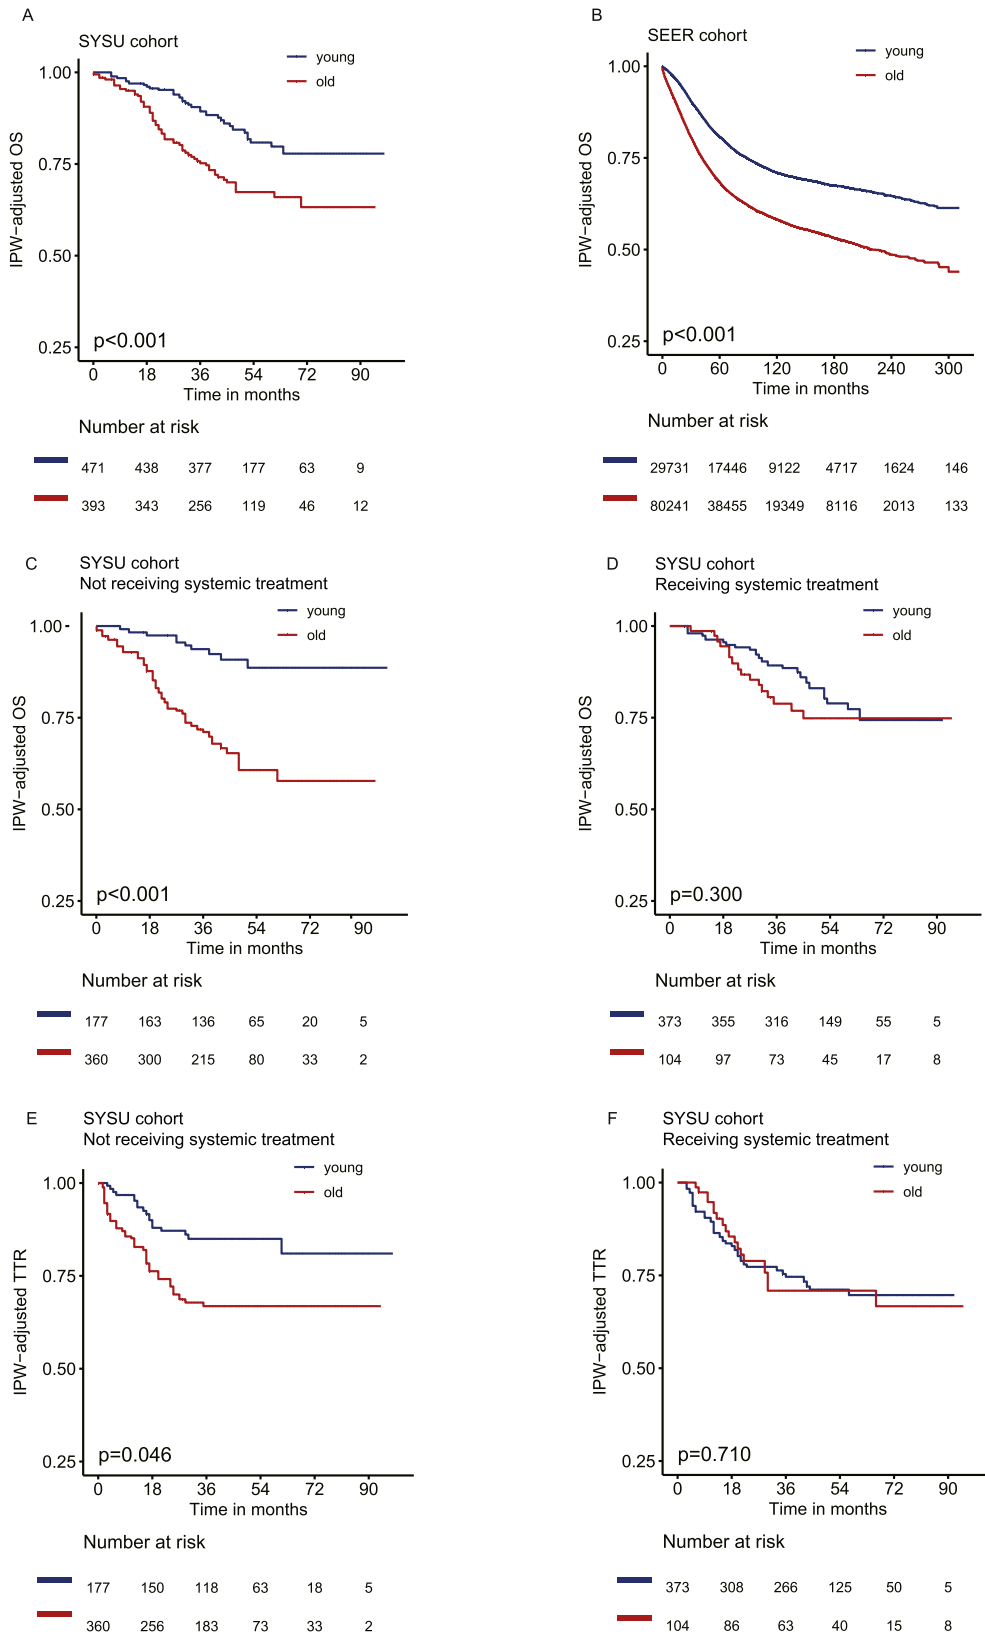 A
SYSU cohort
young
old
1.00
0.75
0.50
0.25
IPW−adjusted OS
p<0.001
0 18 36 54 72 90
Time in months
Number at risk
471 438 377 177 63 9
393 343 256 119 46 12
B
SEER cohort
young
old
1.00
0.75
0.50
0.25
IPW−adjusted OS
p<0.001
0 60 120 180 240 300
Time in months
Number at risk
29731 17446 9122 4717 1624 146
80241 38455 19349 8116 2013 133
C
SYSU cohort
Not receiving systemic treatment
young
old
1.00
0.75
0.50
0.25
IPW−adjusted OS
p<0.001
0 18 36 54 72 90
Time in months
Number at risk
177 163 136 65 20 5
360 300 215 80 33 2
D
SYSU cohort
Receiving systemic treatment
young
old
1.00
0.75
0.50
0.25
IPW−adjusted OS
p=0.300
0 18 36 54 72 90
Time in months
Number at risk
373 355 316 149 55 5
104 97 73 45 17 8
E
SYSU cohort
Not receiving systemic treatment
young
old
1.00
0.75
0.50
0.25
IPW−adjusted TTR
p=0.046
0 18 36 54 72 90
Time in months
Number at risk
177 150 118 63 18 5
360 256 183 73 33 2
F
SYSU cohort
Receiving systemic treatment
young
old
1.00
0.75
0.50
0.25
IPW−adjusted TTR
p=0.710
0 18 36 54 72 90
Time in months
Number at risk
373 308 266 125 50 5
104 86 63 40 15 8